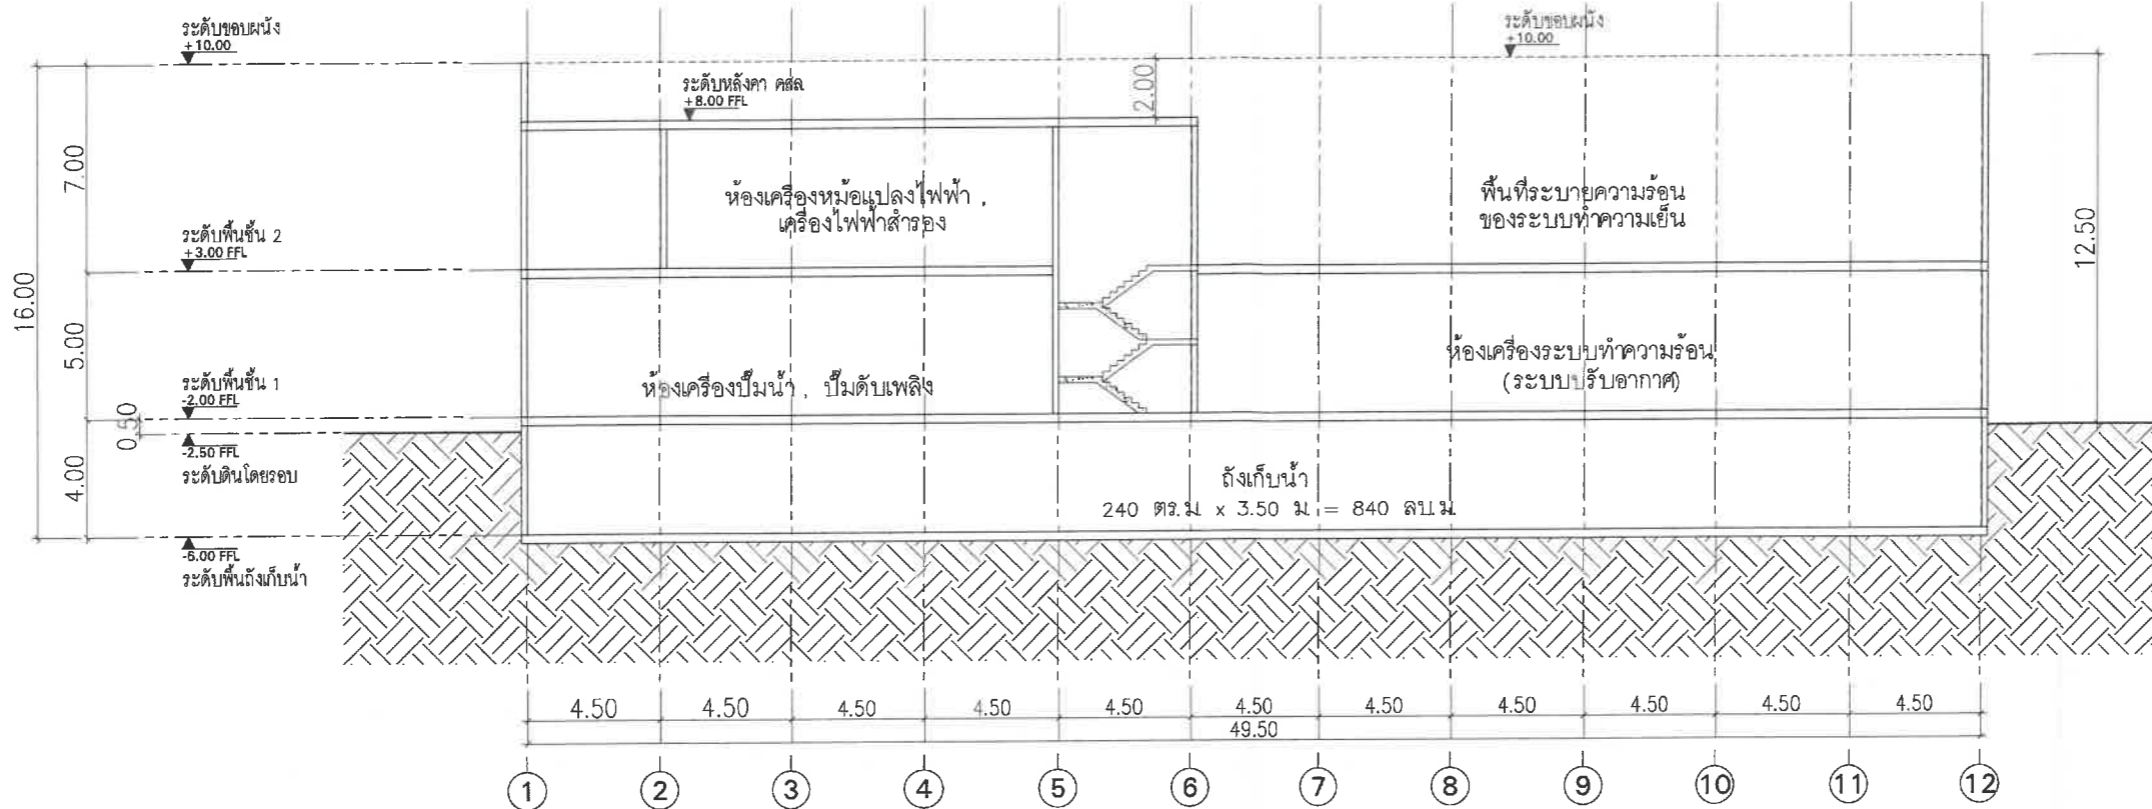 ระดับขอบผนัง
+10.00
ระดับขอบผนัง
+10.00
ระดับหลังคา คสล
+8.00 FFL
2.00
7.00
ห้องเครื่องหม้อแปลงไฟฟ้า ,
เครื่องไฟฟ้าสำรอง
พื้นที่ระบายความร้อน
ของระบบทำความเย็น
ระดับพื้นชั้น 2
+3.00 FFL
12.50
16.00
5.00
ห้องเครื่องระบบทำความร้อน
(ระบบปรับอากาศ)
ระดับพื้นชั้น 1
-2.00 FFL
ห้องเครื่องปั๊มน้ำ , ปั๊มดับเพลิง
0.50
-2.50 FFL
ระดับดินโดยรอบ
4.00
ถังเก็บน้ำ
240 ตร.ม. x 3.50 ม. = 840 ลบ.ม.
-6.00 FFL
ระดับพื้นถังเก็บน้ำ
4.50 4.50 4.50 4.50 4.50 4.50 4.50 4.50 4.50 4.50 4.50
49.50
1 2 3 4 5 6 7 8 9 10 11 12